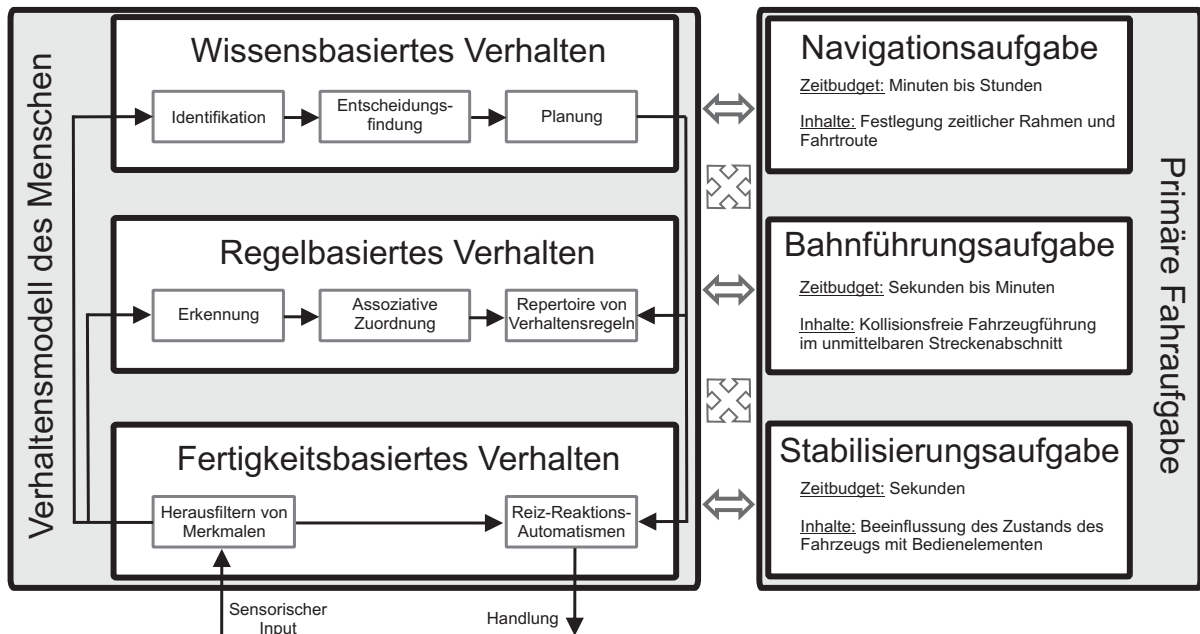 Verhaltensmodell des Menschen
Wissensbasiertes Verhalten
Identifikation
Entscheidungs-
findung
Planung
Regelbasiertes Verhalten
Erkennung
Assoziative
Zuordnung
Repertoire von
Verhaltensregeln
Fertigkeitsbasiertes Verhalten
Herausfiltern von
Merkmalen
Reiz-Reaktions-
Automatismen
Sensorischer
Input
Handlung
Primäre Fahraufgabe
Navigationsaufgabe
Zeitbudget: Minuten bis Stunden
Inhalte: Festlegung zeitlicher Rahmen und
Fahrtroute
Bahnführungsaufgabe
Zeitbudget: Sekunden bis Minuten
Inhalte: Kollisionsfreie Fahrzeugführung
im unmittelbaren Streckenabschnitt
Stabilisierungsaufgabe
Zeitbudget: Sekunden
Inhalte: Beeinflussung des Zustands des
Fahrzeugs mit Bedienelementen